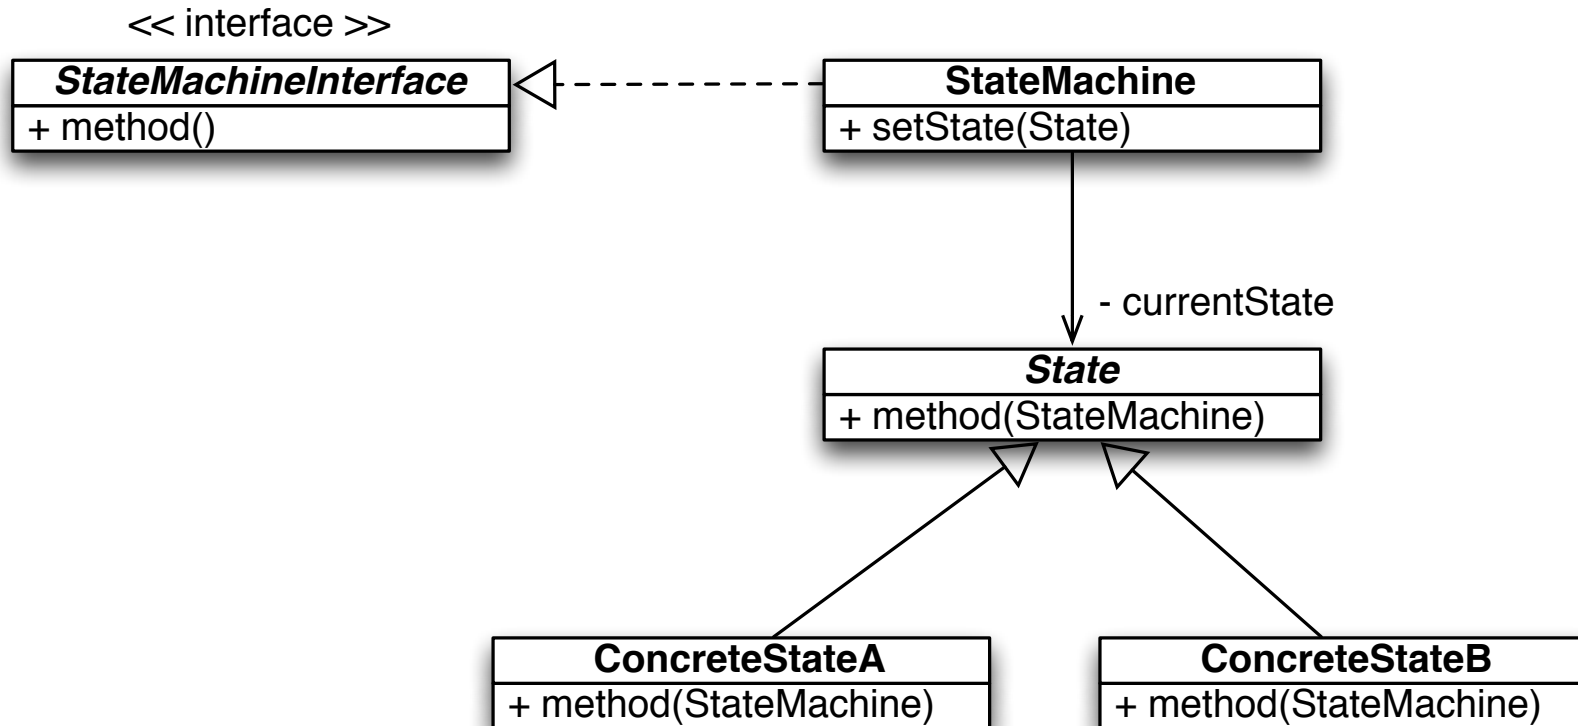 << interface >>
StateMachineInterface
+ method()
StateMachine
+ setState(State)
- currentState
State
+ method(StateMachine)
ConcreteStateA
+ method(StateMachine)
ConcreteStateB
+ method(StateMachine)